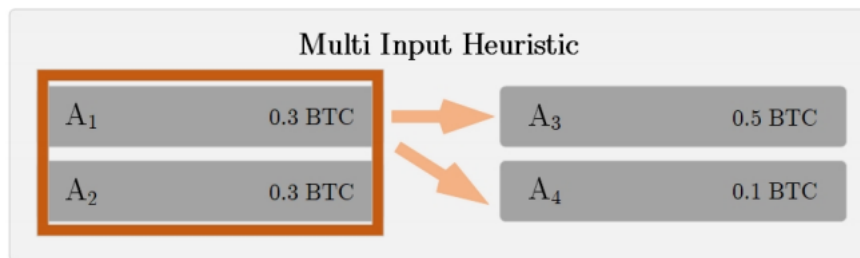 Multi Input Heuristic
A₁ 0.3 BTC
A₃ 0.5 BTC
A₂ 0.3 BTC
A₄ 0.1 BTC